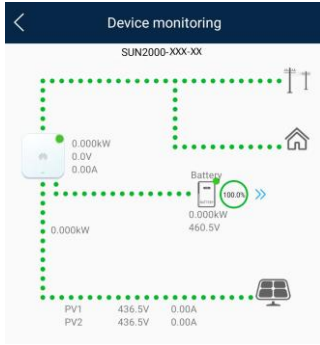 Device monitoring
SUN2000-XXX-XX
0.000kW
0.0V
0.00A
Battery
100.0%
0.000kW
460.5V
0.000kW
PV1 436.5V 0.00A
PV2 436.5V 0.00A